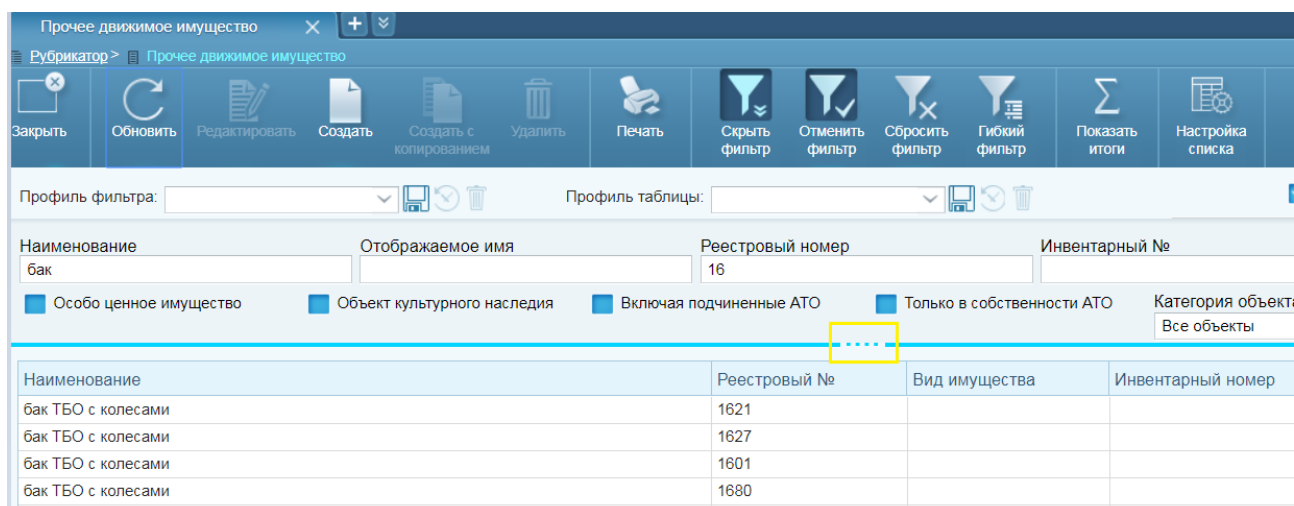 Прочее движимое имущество
Рубрикатор > Прочее движимое имущество
Закрыть Обновить Редактировать Создать Создать с копированием Удалить Печать Скрыть фильтр Отменить фильтр Сбросить фильтр Гибкий фильтр Показать итоги Настройка списка
Профиль фильтра: Профиль таблицы:
Наименование Отображаемое имя Реестровый номер Инвентарный №
бак 16
Особо ценное имущество Объект культурного наследия Включая подчиненные АТО Только в собственности АТО Категория объекта
Все объекты
Наименование Реестровый № Вид имущества Инвентарный номер
бак ТБО с колесами 1621
бак ТБО с колесами 1627
бак ТБО с колесами 1601
бак ТБО с колесами 1680